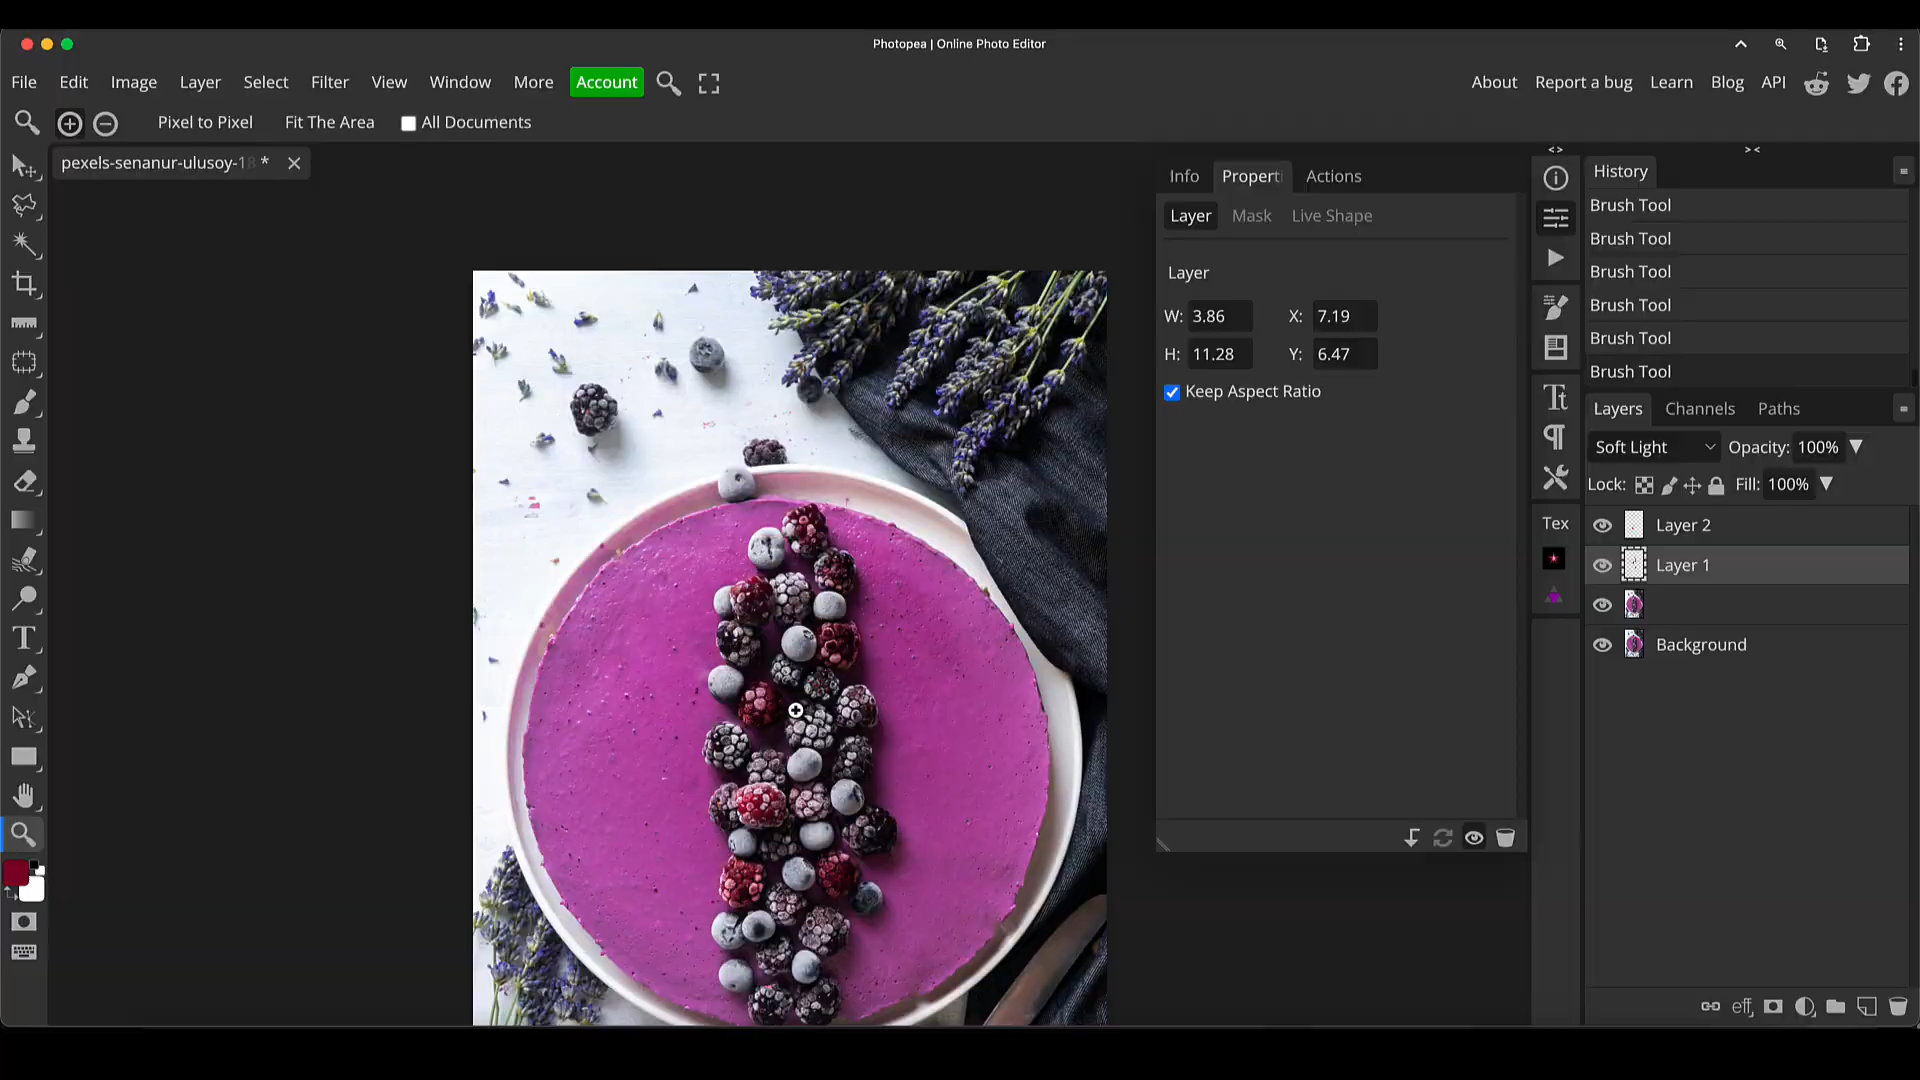 Photopea | Online Photo Editor
File Edit Image Layer Select Filter View Window More Account About Report a bug Learn Blog API
Pixel to Pixel Fit The Area All Documents
pexels-senanur-ulusoy-18 *
Info Properti Actions
Layer Mask Live Shape
Layer
W: 3.86 X: 7.19
H: 11.28 Y: 6.47
Keep Aspect Ratio
Tex
History
Brush Tool
Brush Tool
Brush Tool
Brush Tool
Brush Tool
Brush Tool
Layers Channels Paths
Soft Light Opacity: 100%
Lock: Fill: 100%
Layer 2
Layer 1
Background
eff